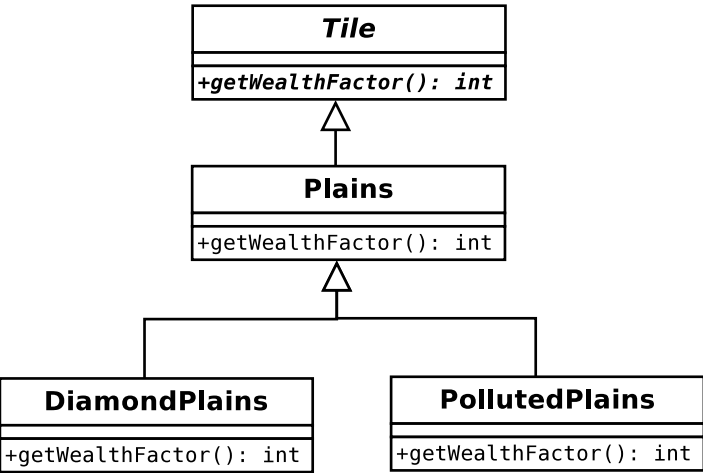 Tile
+getWealthFactor(): int
Plains
+getWealthFactor(): int
DiamondPlains
+getWealthFactor(): int
PollutedPlains
+getWealthFactor(): int